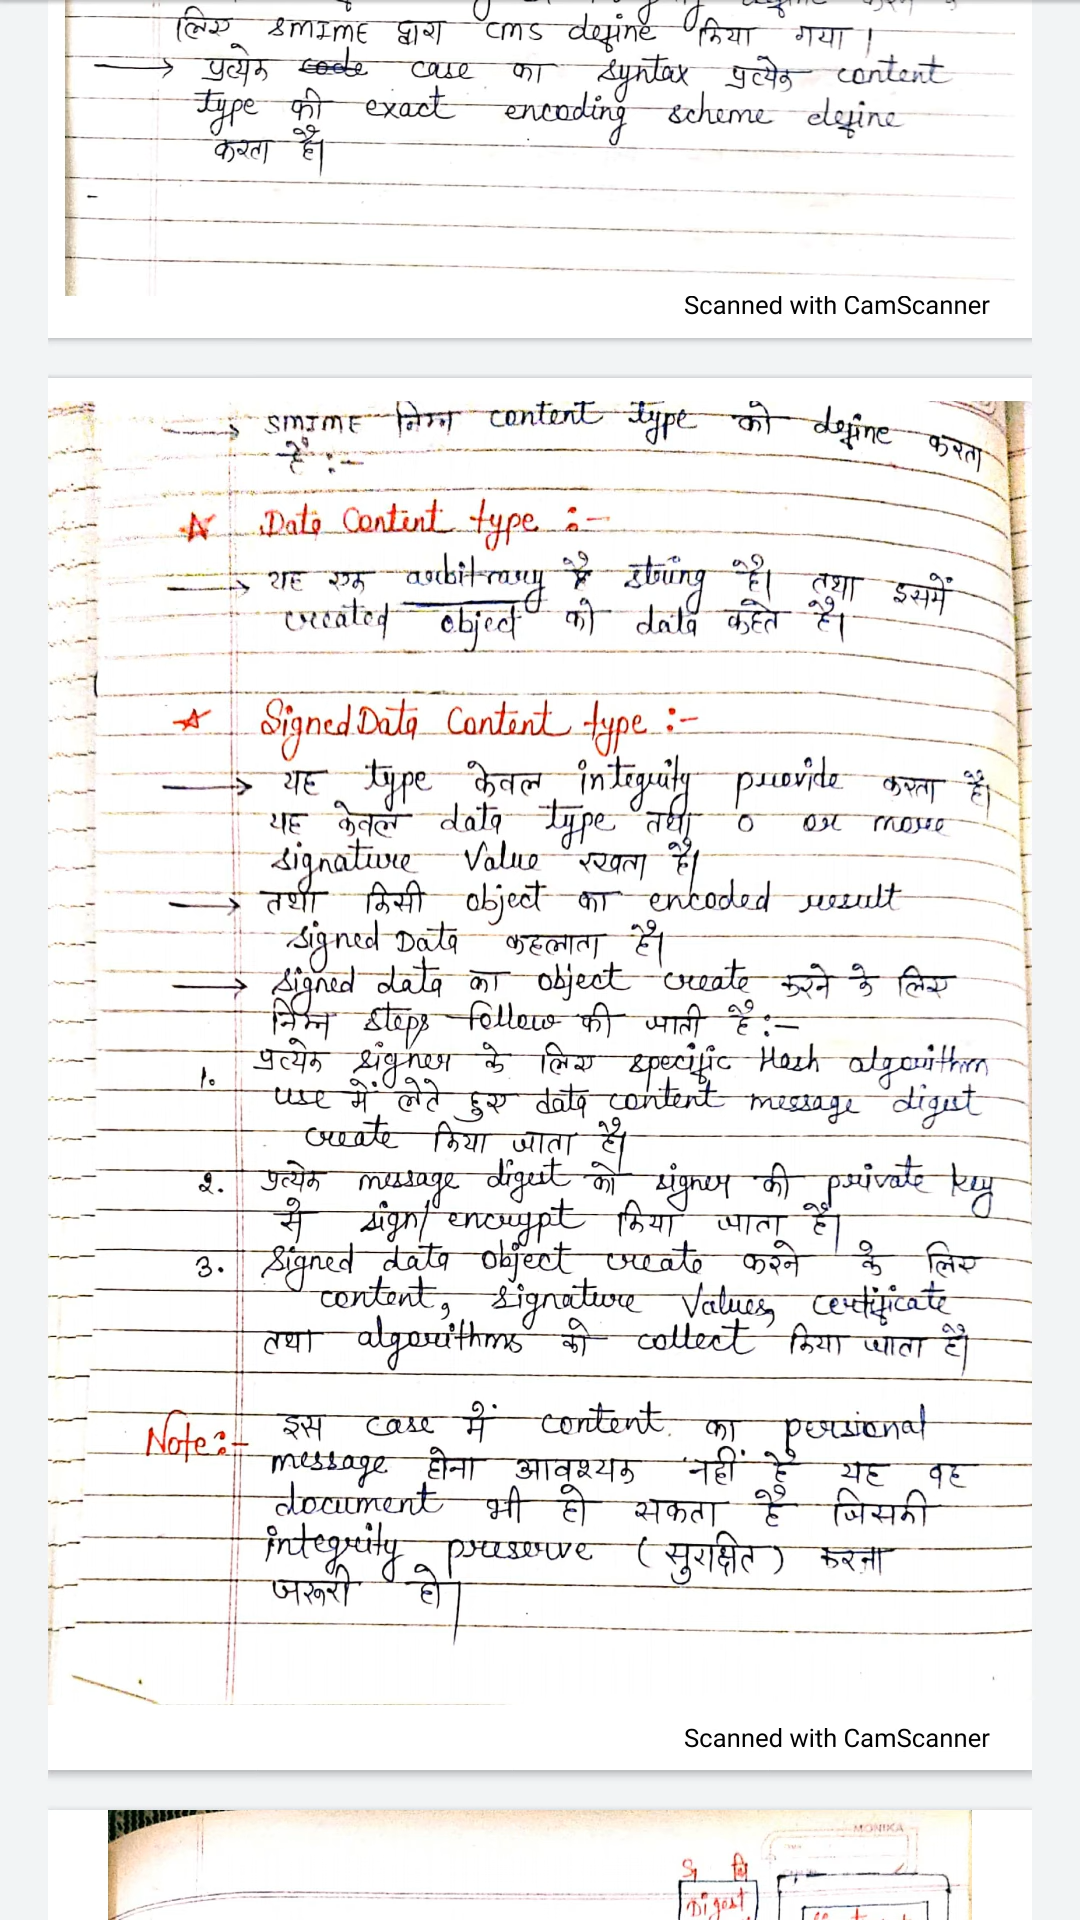 लिए SMIME द्वारा CMS define किया गया।
→ प्रत्येक code case का syntax प्रत्येक content
type की exact encoding scheme define
करता है।
Scanned with CamScanner
→ SMIME निम्न content type को define करता
है :-
☆ Data Content type :-
→ यह एक arbitrary है string है। तथा इसमें
created object को data कहते है।
☆ Signed Data Content type :-
→ यह type केवल integrity provide करता है।
यह केवल data type तथा 0 or more
signature Value रखता है।
→ तथा किसी object का encoded result
signed Data कहलाता है।
→ signed data का object create करने के लिए
निम्न steps follow की जाती है :-
1. प्रत्येक signer के लिए specific Hash algorithm
use में लेते हुए data content message digest
create किया जाता है।
2. प्रत्येक message digest को signer की private key
से sign/encrypt किया जाता है।
3. Signed data object create करने के लिए
content, signature Values, certificate
तथा algorithms को collect किया जाता है।
Note :- इस case में content का persional
message होना आवश्यक नहीं है यह वह
document भी हो सकता है जिसकी
integrity preserve (सुरक्षित) करना
जरूरी हो।
Scanned with CamScanner
MONIKA
Digest